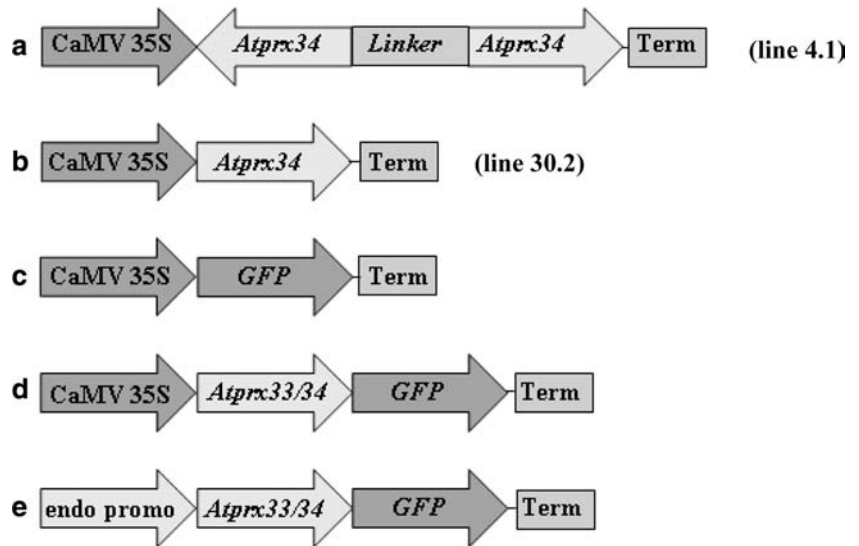 a CaMV 35S Atprx34 Linker Atprx34 Term (line 4.1)
b CaMV 35S Atprx34 Term (line 30.2)
c CaMV 35S GFP Term
d CaMV 35S Atprx33/34 GFP Term
e endo promo Atprx33/34 GFP Term